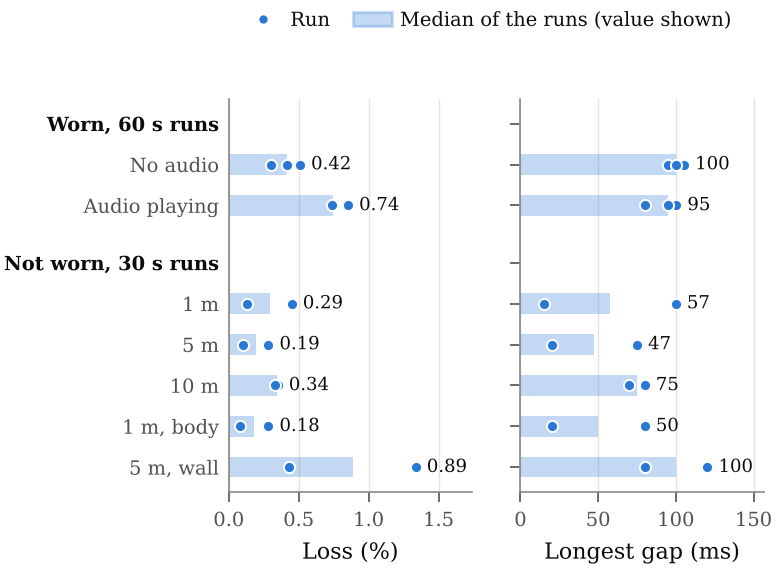 Run
Median of the runs (value shown)
Worn, 60 s runs
No audio 0.42 100
Audio playing 0.74 95
Not worn, 30 s runs
1 m 0.29 57
5 m 0.19 47
10 m 0.34 75
1 m, body 0.18 50
5 m, wall 0.89 100
0.0 0.5 1.0 1.5 0 50 100 150
Loss (%) Longest gap (ms)